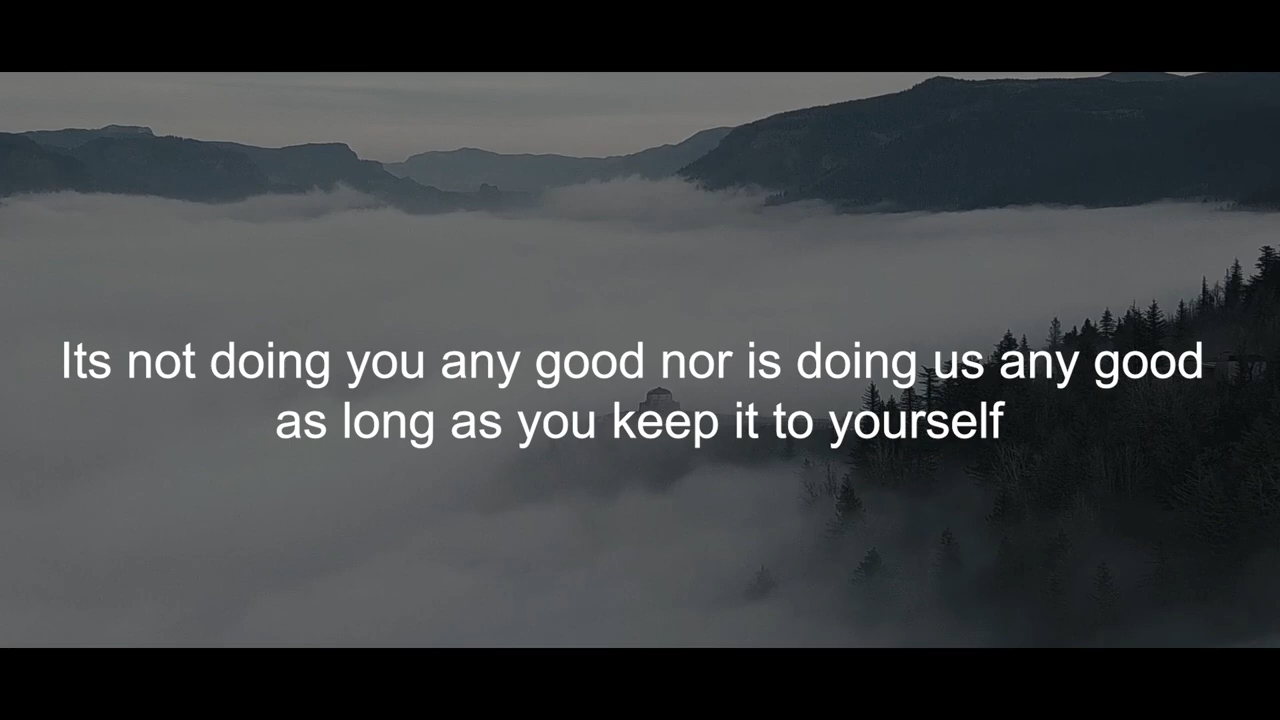 Its not doing you any good nor is doing us any good
as long as you keep it to yourself